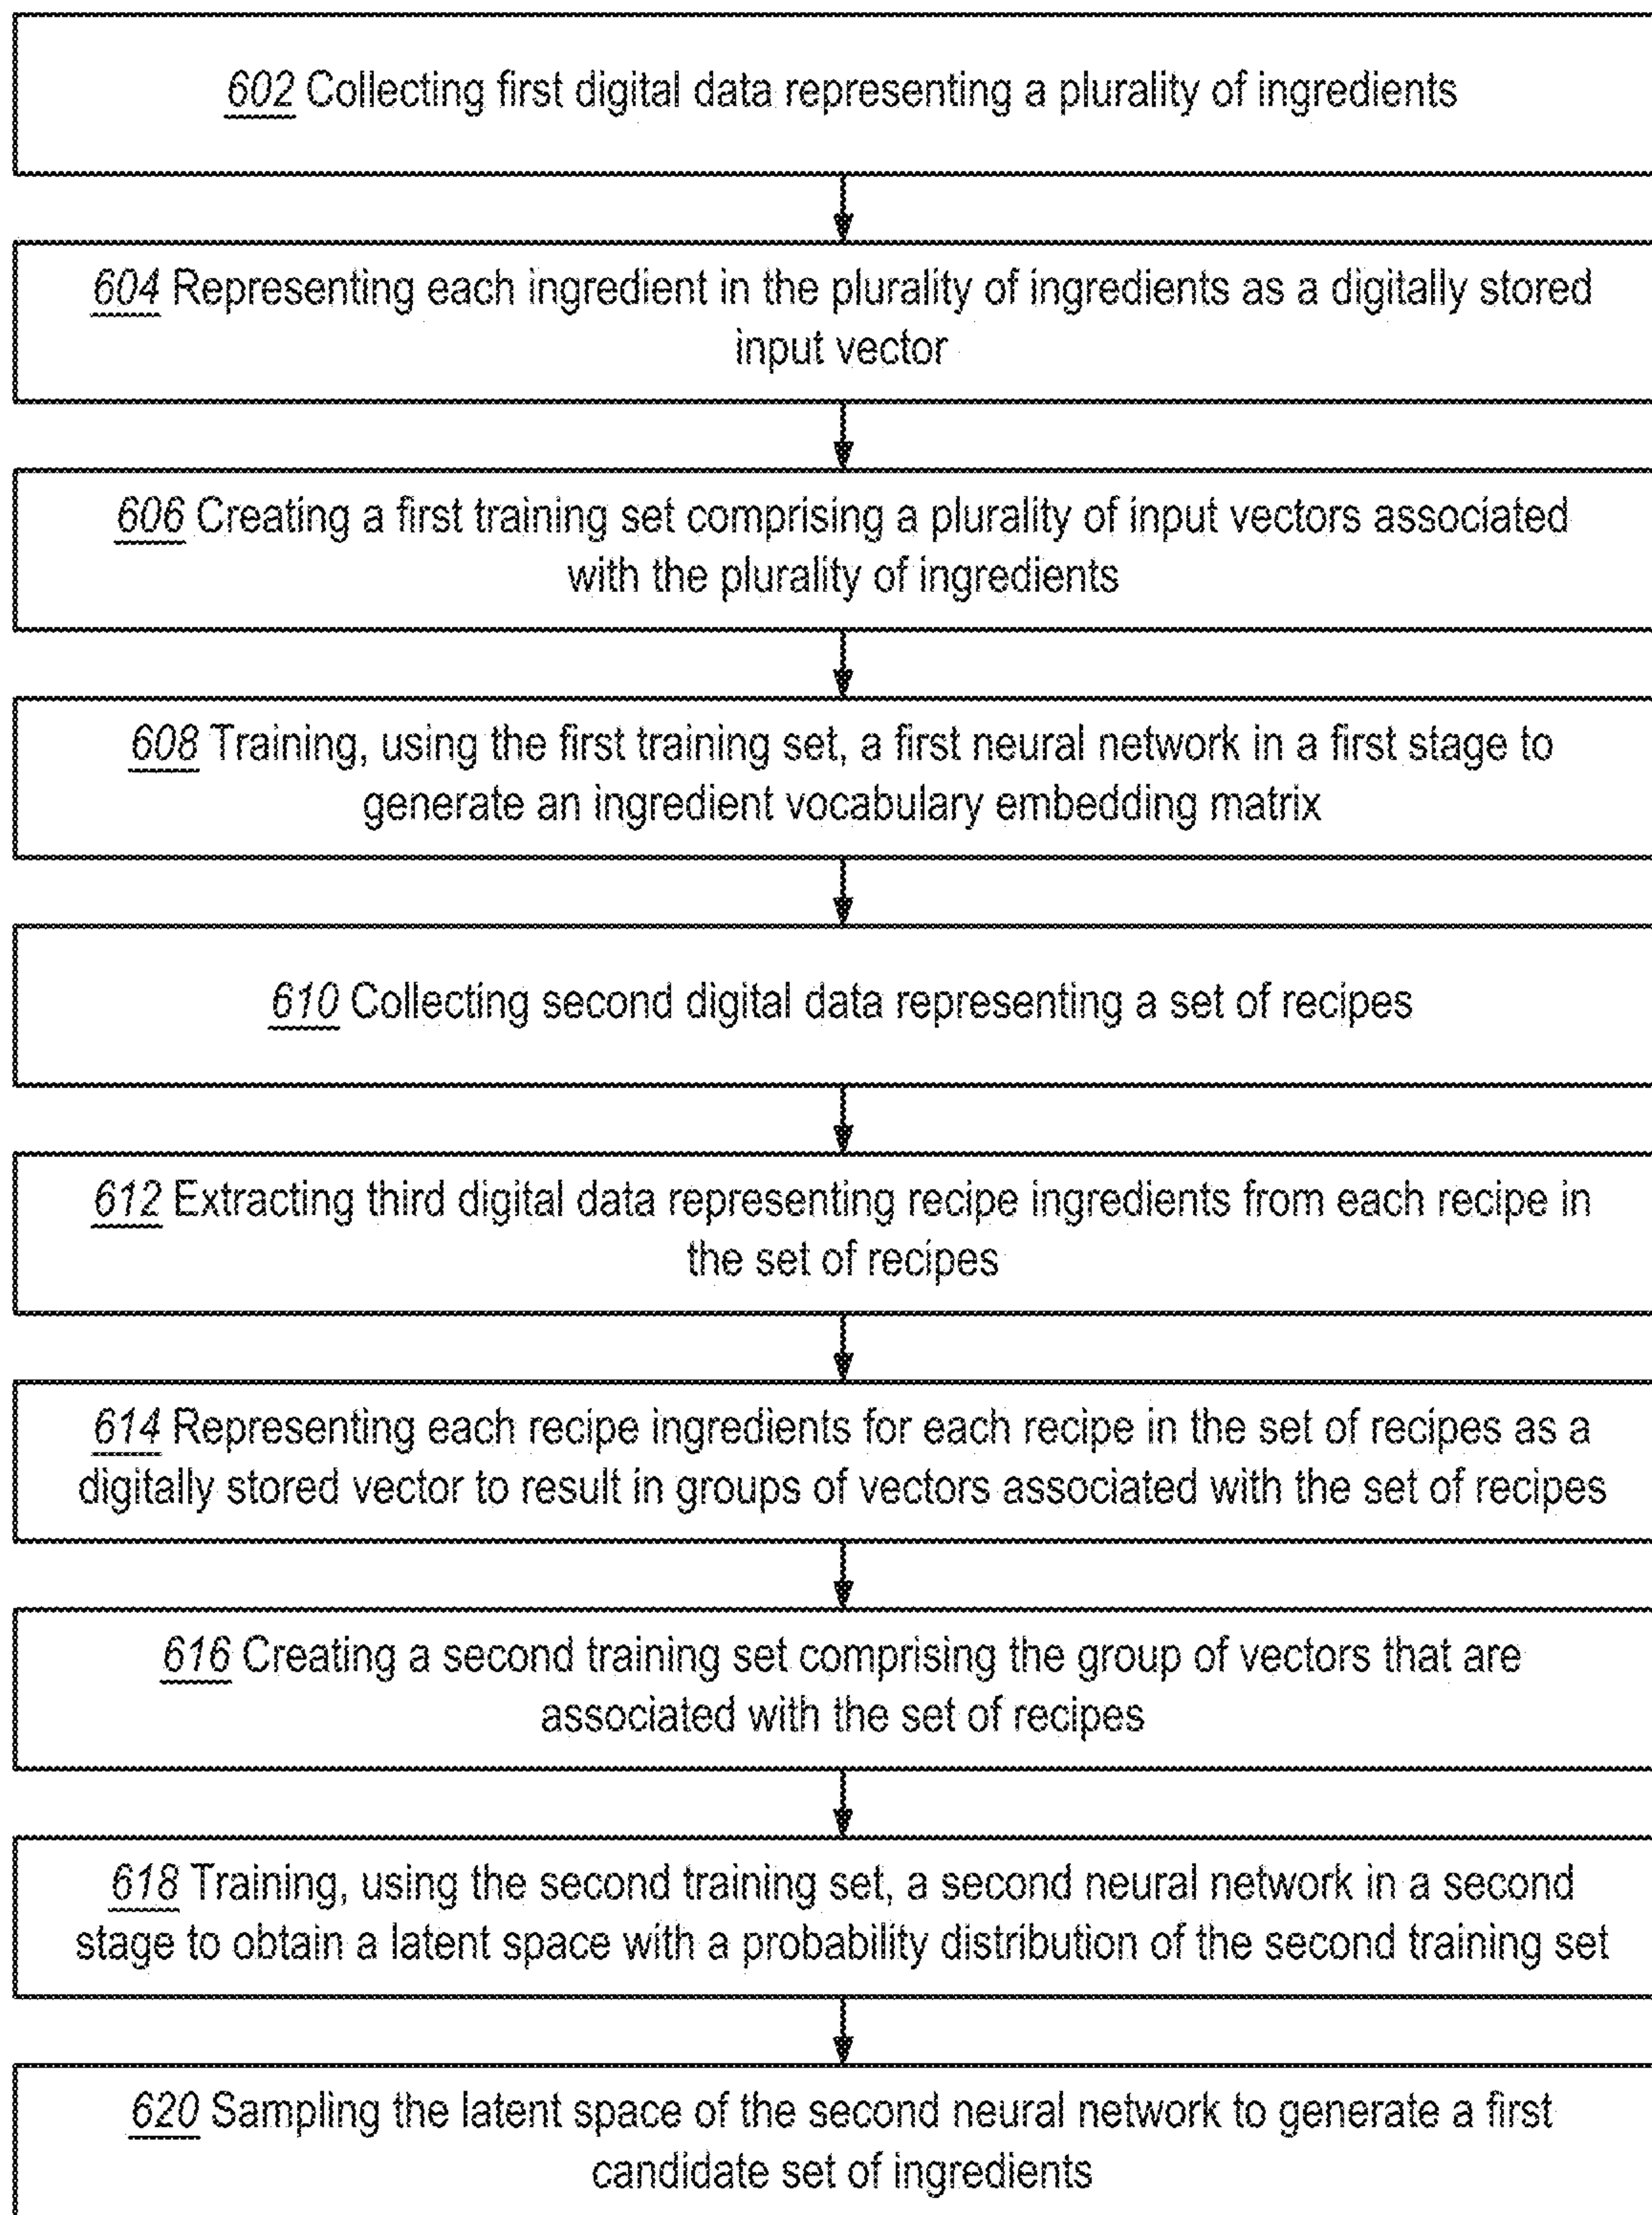 602 Collecting first digital data representing a plurality of ingredients
604 Representing each ingredient in the plurality of ingredients as a digitally stored
input vector
606 Creating a first training set comprising a plurality of input vectors associated
with the plurality of ingredients
608 Training, using the first training set, a first neural network in a first stage to
generate an ingredient vocabulary embedding matrix
610 Collecting second digital data representing a set of recipes
612 Extracting third digital data representing recipe ingredients from each recipe in
the set of recipes
614 Representing each recipe ingredients for each recipe in the set of recipes as a
digitally stored vector to result in groups of vectors associated with the set of recipes
616 Creating a second training set comprising the group of vectors that are
associated with the set of recipes
618 Training, using the second training set, a second neural network in a second
stage to obtain a latent space with a probability distribution of the second training set
620 Sampling the latent space of the second neural network to generate a first
candidate set of ingredients